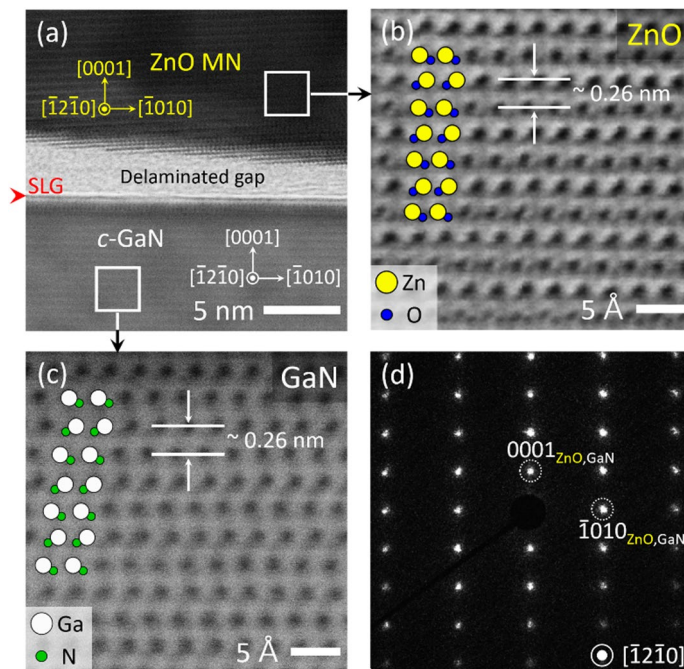 (a)
ZnO MN
[0001]
[1̄21̄0]
[1̄010]
Delaminated gap
SLG
c-GaN
[0001]
[1̄21̄0]
[1̄010]
5 nm
(b)
ZnO
~ 0.26 nm
Zn
O
5 Å
(c)
GaN
~ 0.26 nm
Ga
N
5 Å
(d)
0001ZnO,GaN
1̄010ZnO,GaN
[1̄21̄0]